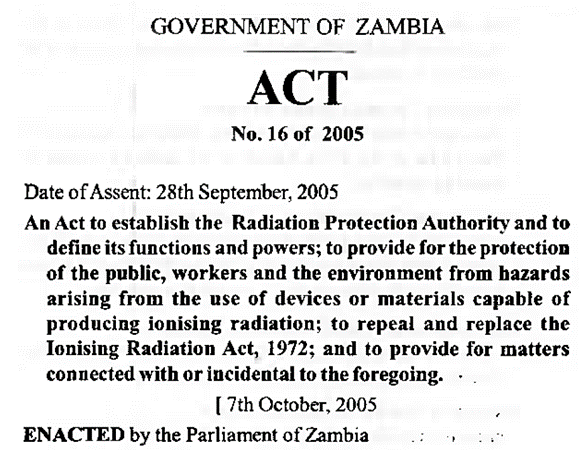 GOVERNMENT OF ZAMBIA
ACT
No. 16 of 2005
Date of Assent: 28th September, 2005
An Act to establish the Radiation Protection Authority and to
define its functions and powers; to provide for the protection
of the public, workers and the environment from hazards
arising from the use of devices or materials capable of
producing ionising radiation; to repeal and replace the
Ionising Radiation Act, 1972; and to provide for matters
connected with or incidental to the foregoing.
[ 7th October, 2005
ENACTED by the Parliament of Zambia